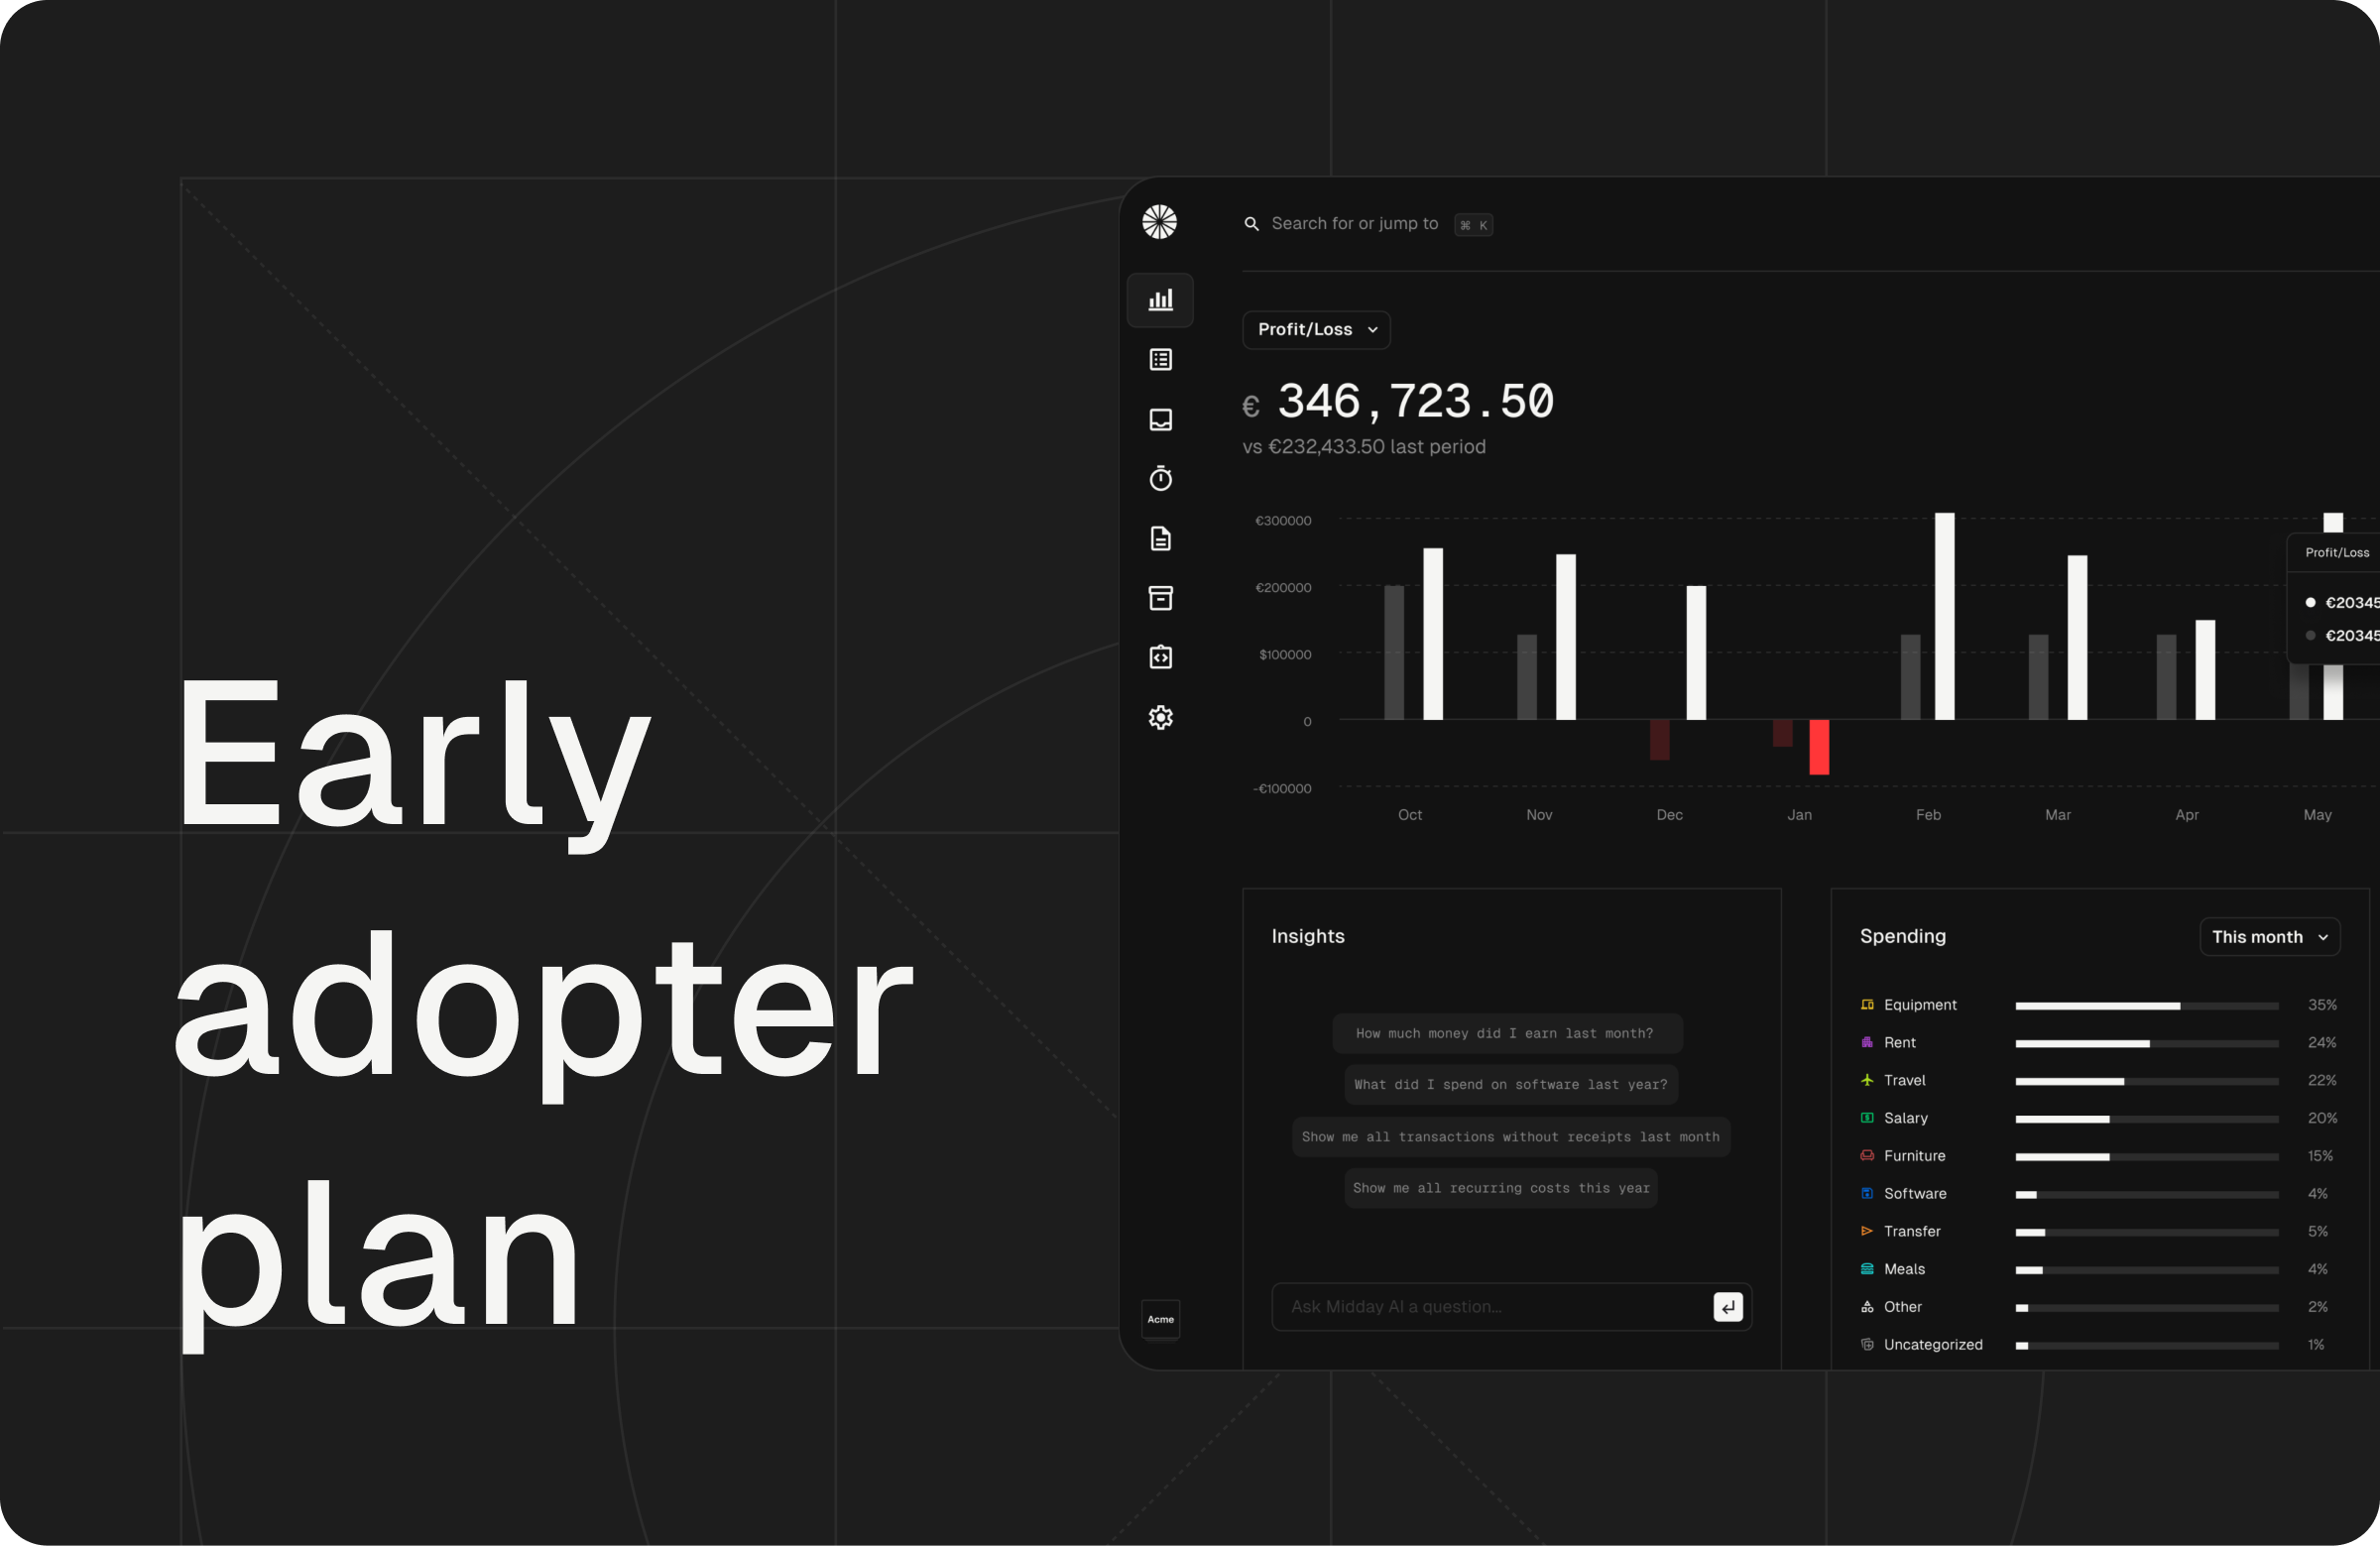 Early
adopter
plan
Search for or jump to ⌘ K
Profit/Loss
€ 346,723.50
vs €232,433.50 last period
€300000
€200000
$100000
0
-€100000
Oct Nov Dec Jan Feb Mar Apr May
Profit/Loss
€20345
€20345
Insights
How much money did I earn last month?
What did I spend on software last year?
Show me all transactions without receipts last month
Show me all recurring costs this year
Ask Midday AI a question...
Spending This month
Equipment 35%
Rent 24%
Travel 22%
Salary 20%
Furniture 15%
Software 4%
Transfer 5%
Meals 4%
Other 2%
Uncategorized 1%
Acme